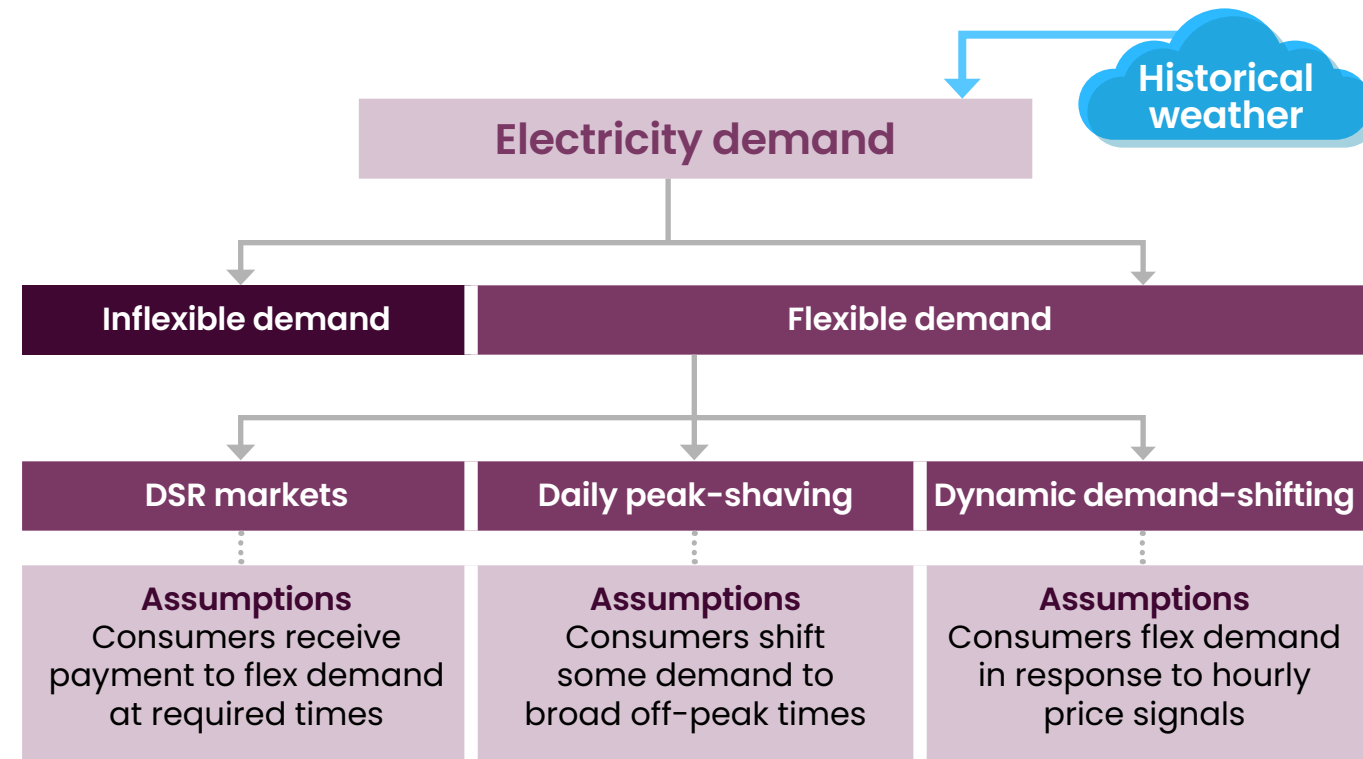 Historical
weather
Electricity demand
Inflexible demand
Flexible demand
DSR markets
Daily peak-shaving
Dynamic demand-shifting
Assumptions
Consumers receive
payment to flex demand
at required times
Assumptions
Consumers shift
some demand to
broad off-peak times
Assumptions
Consumers flex demand
in response to hourly
price signals